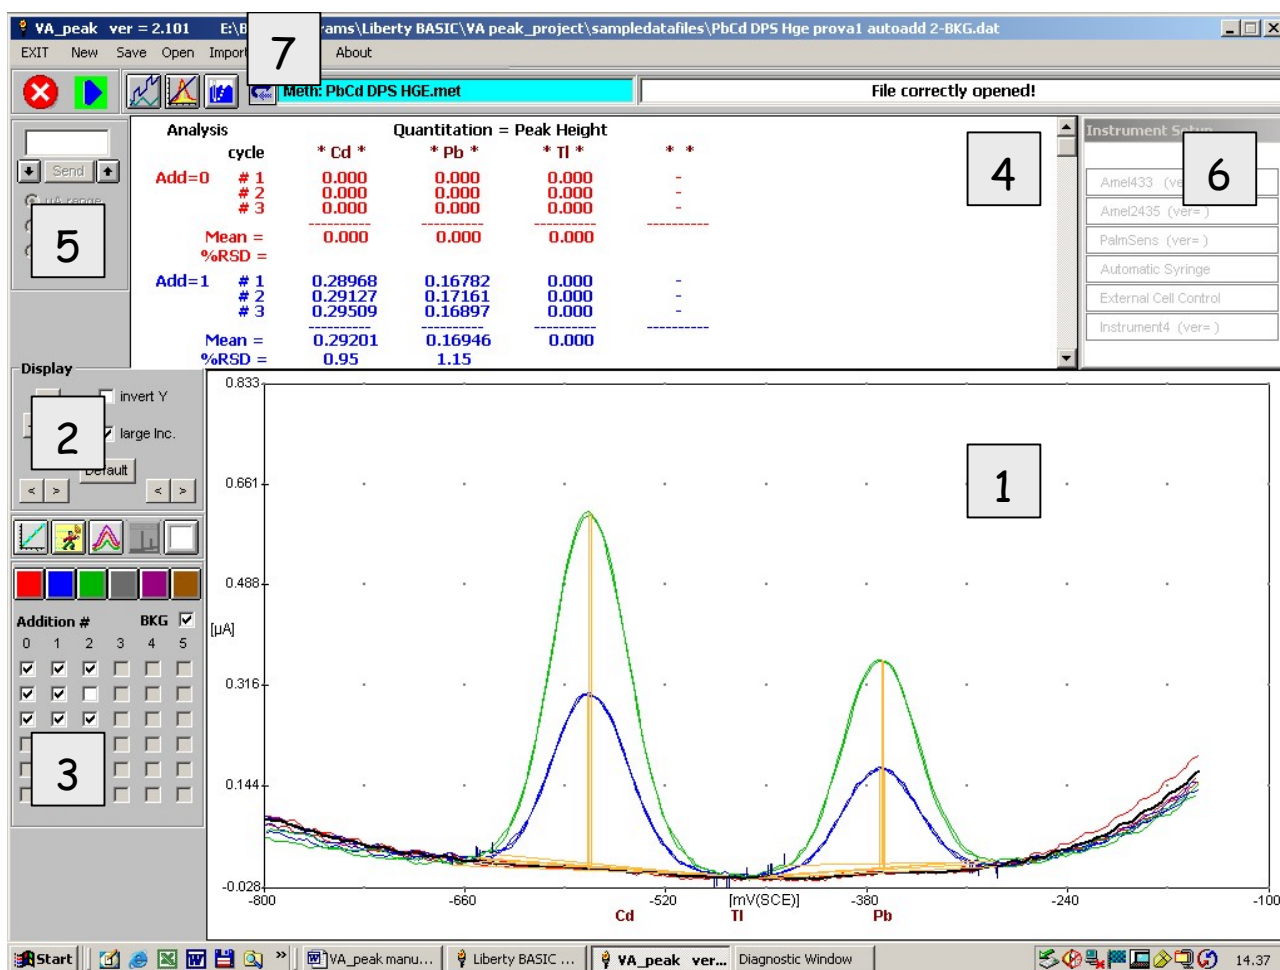 VA_peak ver = 2.101 E:\B rams\Liberty BASIC\VA peak_project\sampledatafiles\PbCd DPS Hge prova1 autoadd 2-BKG.dat
EXIT New Save Open Import About
7
Meth: PbCd DPS HGE.met
File correctly opened!
Analysis Quantitation = Peak Height
cycle * Cd * * Pb * * Tl * * *
Add=0 # 1 0.000 0.000 0.000 -
# 2 0.000 0.000 0.000 -
# 3 0.000 0.000 0.000 -
---------- ---------- ---------- ----------
Mean = 0.000 0.000 0.000
%RSD =
Add=1 # 1 0.28968 0.16782 0.000 -
# 2 0.29127 0.17161 0.000 -
# 3 0.29509 0.16897 0.000 -
---------- ---------- ---------- ----------
Mean = 0.29201 0.16946 0.000
%RSD = 0.95 1.15
4
Send
µA range
5
Instrument Setup
6
Amel433 (ve
Amel2435 (ver= )
PalmSens (ver= )
Automatic Syringe
External Cell Control
Instrument4 (ver= )
Display
invert Y
large Inc.
2
Default
< > < >
Addition # BKG
0 1 2 3 4 5
3
1
0.833
0.661
0.488
[µA]
0.316
0.144
-0.028
-800 -660 -520 [mV(SCE)] -380 -240 -100
Cd Tl Pb
Start » VA_peak manu... Liberty BASIC ... VA_peak ver... Diagnostic Window 14.37